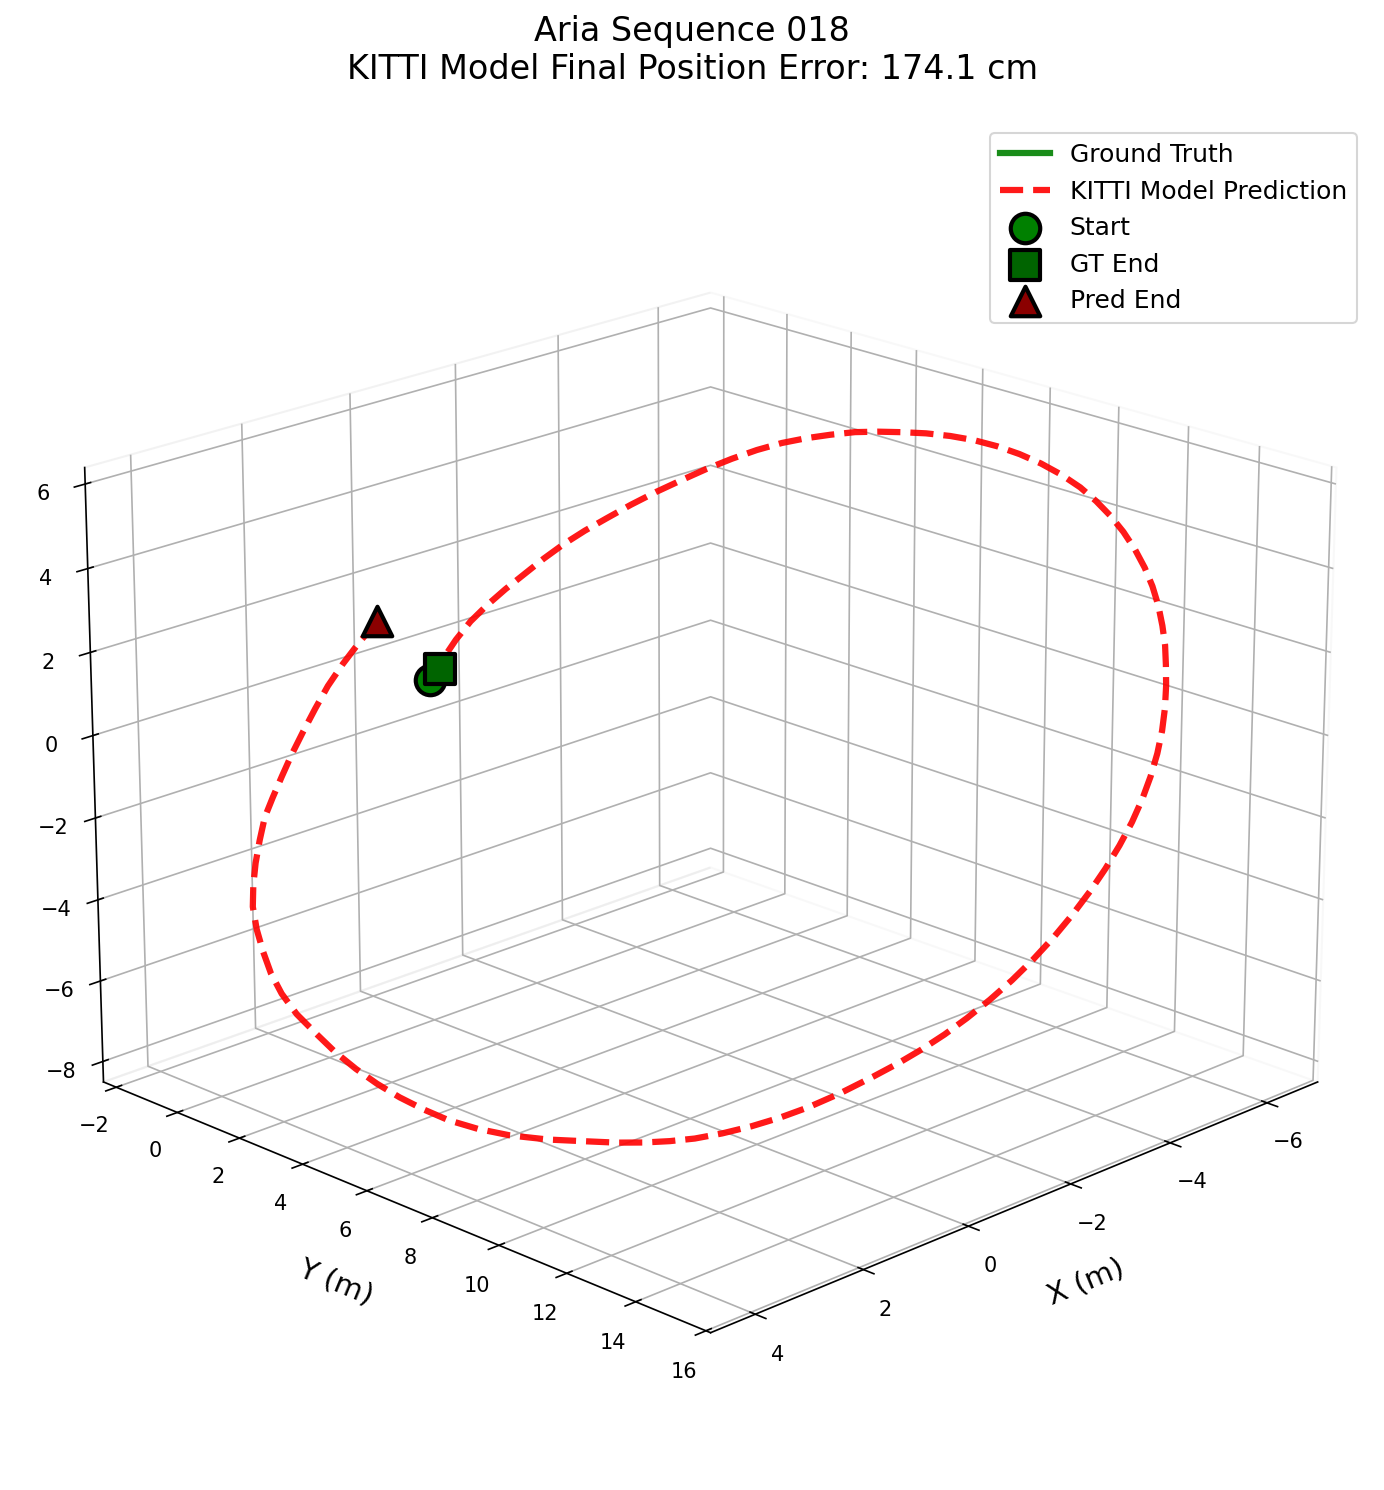 Aria Sequence 018
KITTI Model Final Position Error: 174.1 cm
Ground Truth
KITTI Model Prediction
Start
GT End
Pred End
6
4
2
0
−2
−4
−6
−8
−2
0
2
4
6
8
10
12
14
16
Y (m)
−6
−4
−2
0
2
4
X (m)